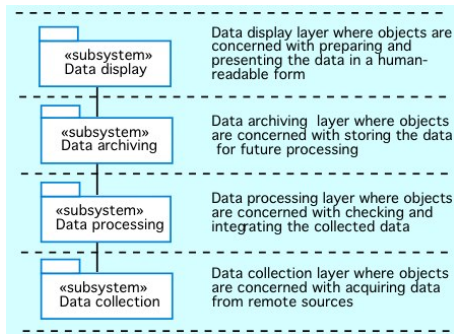 «subsystem»
Data display
Data display layer where objects are
concerned with preparing and
presenting the data in a human-
readable form
«subsystem»
Data archiving
Data archiving layer where objects
are concerned with storing the data
for future processing
«subsystem»
Data processing
Data processing layer where objects
are concerned with checking and
integrating the collected data
«subsystem»
Data collection
Data collection layer where objects
are concerned with acquiring data
from remote sources